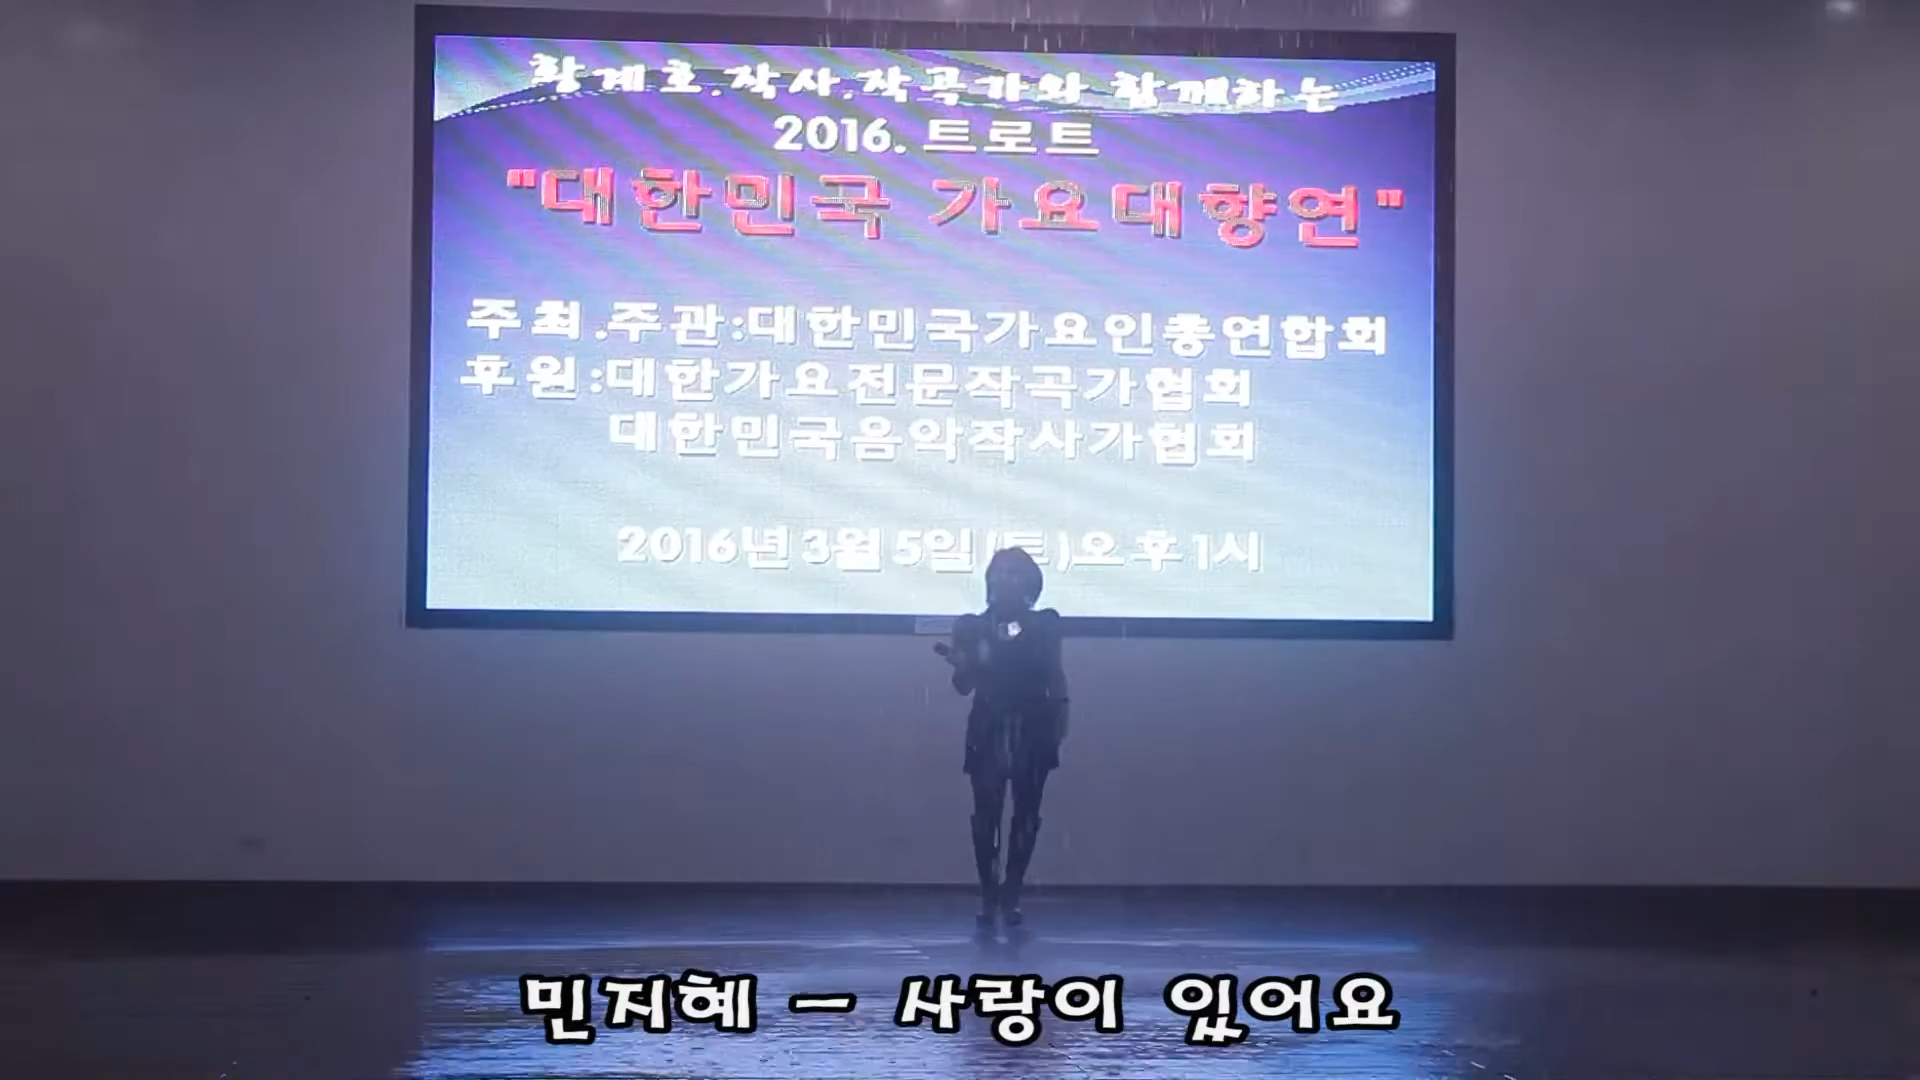 황계호.작사.작곡가와 함께하는
2016. 트로트
"대한민국 가요대향연"
주최.주관:대한민국가요인총연합회
후원:대한가요전문작곡가협회
대한민국음악작사가협회
2016년 3월 5일(토)오후1시
민지혜 – 사랑이 있어요